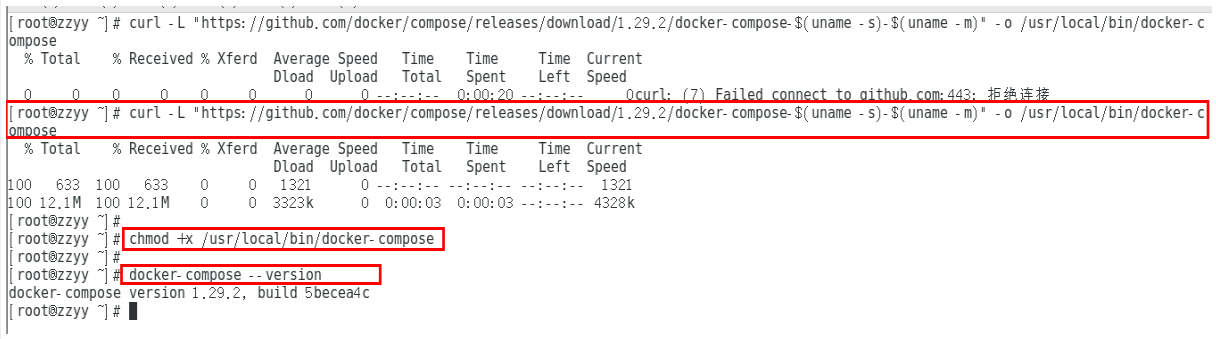 [root@zzyy ~]# curl -L "https://github.com/docker/compose/releases/download/1.29.2/docker-compose-$(uname -s)-$(uname -m)" -o /usr/local/bin/docker-c
ompose
% Total % Received % Xferd Average Speed Time Time Time Current
Dload Upload Total Spent Left Speed
0 0 0 0 0 0 0 0 --:--:-- 0:00:20 --:--:-- 0curl: (7) Failed connect to github.com:443; 拒绝连接
[root@zzyy ~]# curl -L "https://github.com/docker/compose/releases/download/1.29.2/docker-compose-$(uname -s)-$(uname -m)" -o /usr/local/bin/docker-c
ompose
% Total % Received % Xferd Average Speed Time Time Time Current
Dload Upload Total Spent Left Speed
100 633 100 633 0 0 1321 0 --:--:-- --:--:-- --:--:-- 1321
100 12.1M 100 12.1M 0 0 3323k 0 0:00:03 0:00:03 --:--:-- 4328k
[root@zzyy ~]#
[root@zzyy ~]# chmod +x /usr/local/bin/docker-compose
[root@zzyy ~]#
[root@zzyy ~]# docker-compose --version
docker-compose version 1.29.2, build 5becea4c
[root@zzyy ~]#